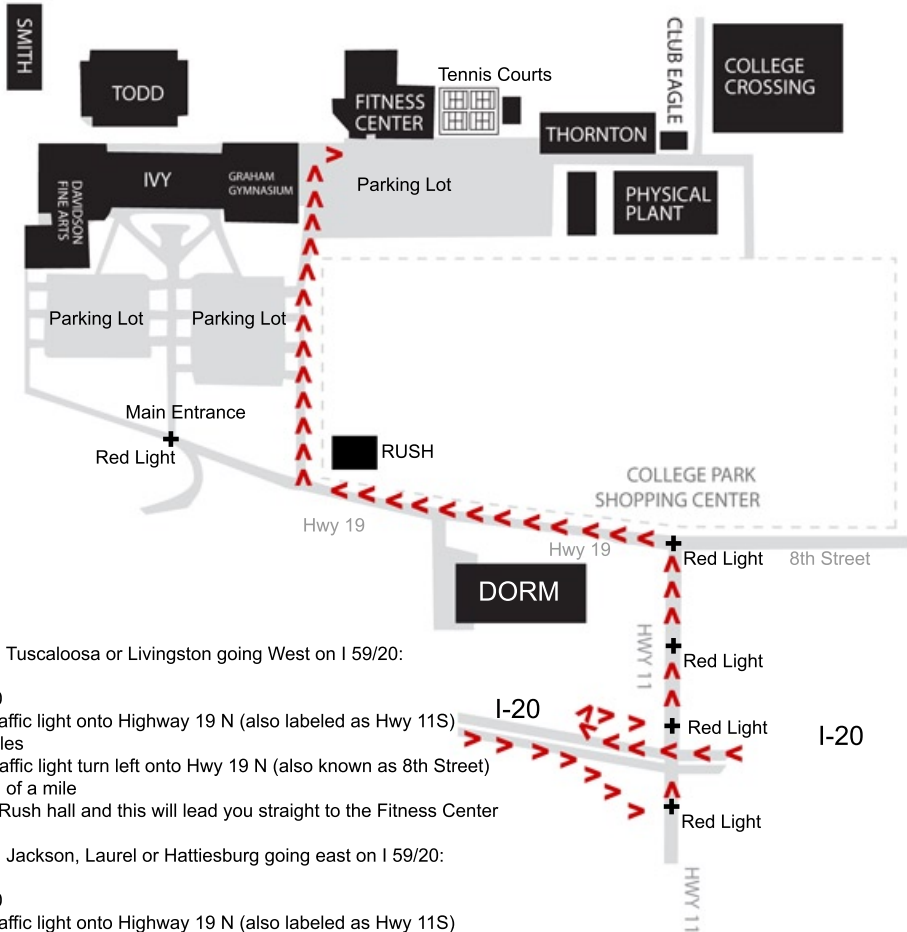 SMITH
TODD
FITNESS
CENTER
Tennis Courts
CLUB EAGLE
COLLEGE
CROSSING
THORNTON
IVY
GRAHAM
GYMNASIUM
DAVIDSON
FINE ARTS
Parking Lot
PHYSICAL
PLANT
Parking Lot
Parking Lot
Main Entrance
Red Light
RUSH
COLLEGE PARK
SHOPPING CENTER
Hwy 19
Hwy 19
Red Light
8th Street
DORM
HWY 11
Red Light
I-20
Red Light
I-20
Red Light
HWY 11
Tuscaloosa or Livingston going West on I 59/20:
affic light onto Highway 19 N (also labeled as Hwy 11S)
les
affic light turn left onto Hwy 19 N (also known as 8th Street)
of a mile
Rush hall and this will lead you straight to the Fitness Center
Jackson, Laurel or Hattiesburg going east on I 59/20:
affic light onto Highway 19 N (also labeled as Hwy 11S)